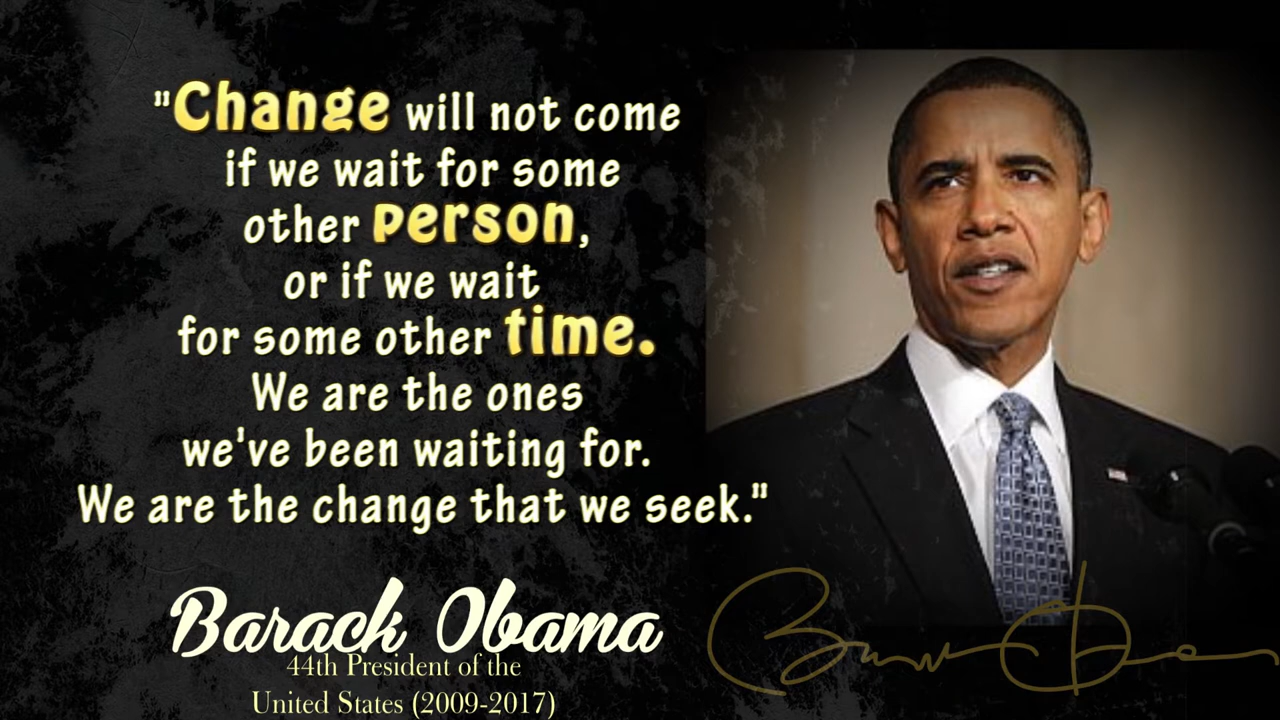 "Change will not come
if we wait for some
other person,
or if we wait
for some other time.
We are the ones
we've been waiting for.
We are the change that we seek."
Barack Obama
44th President of the
United States (2009-2017)